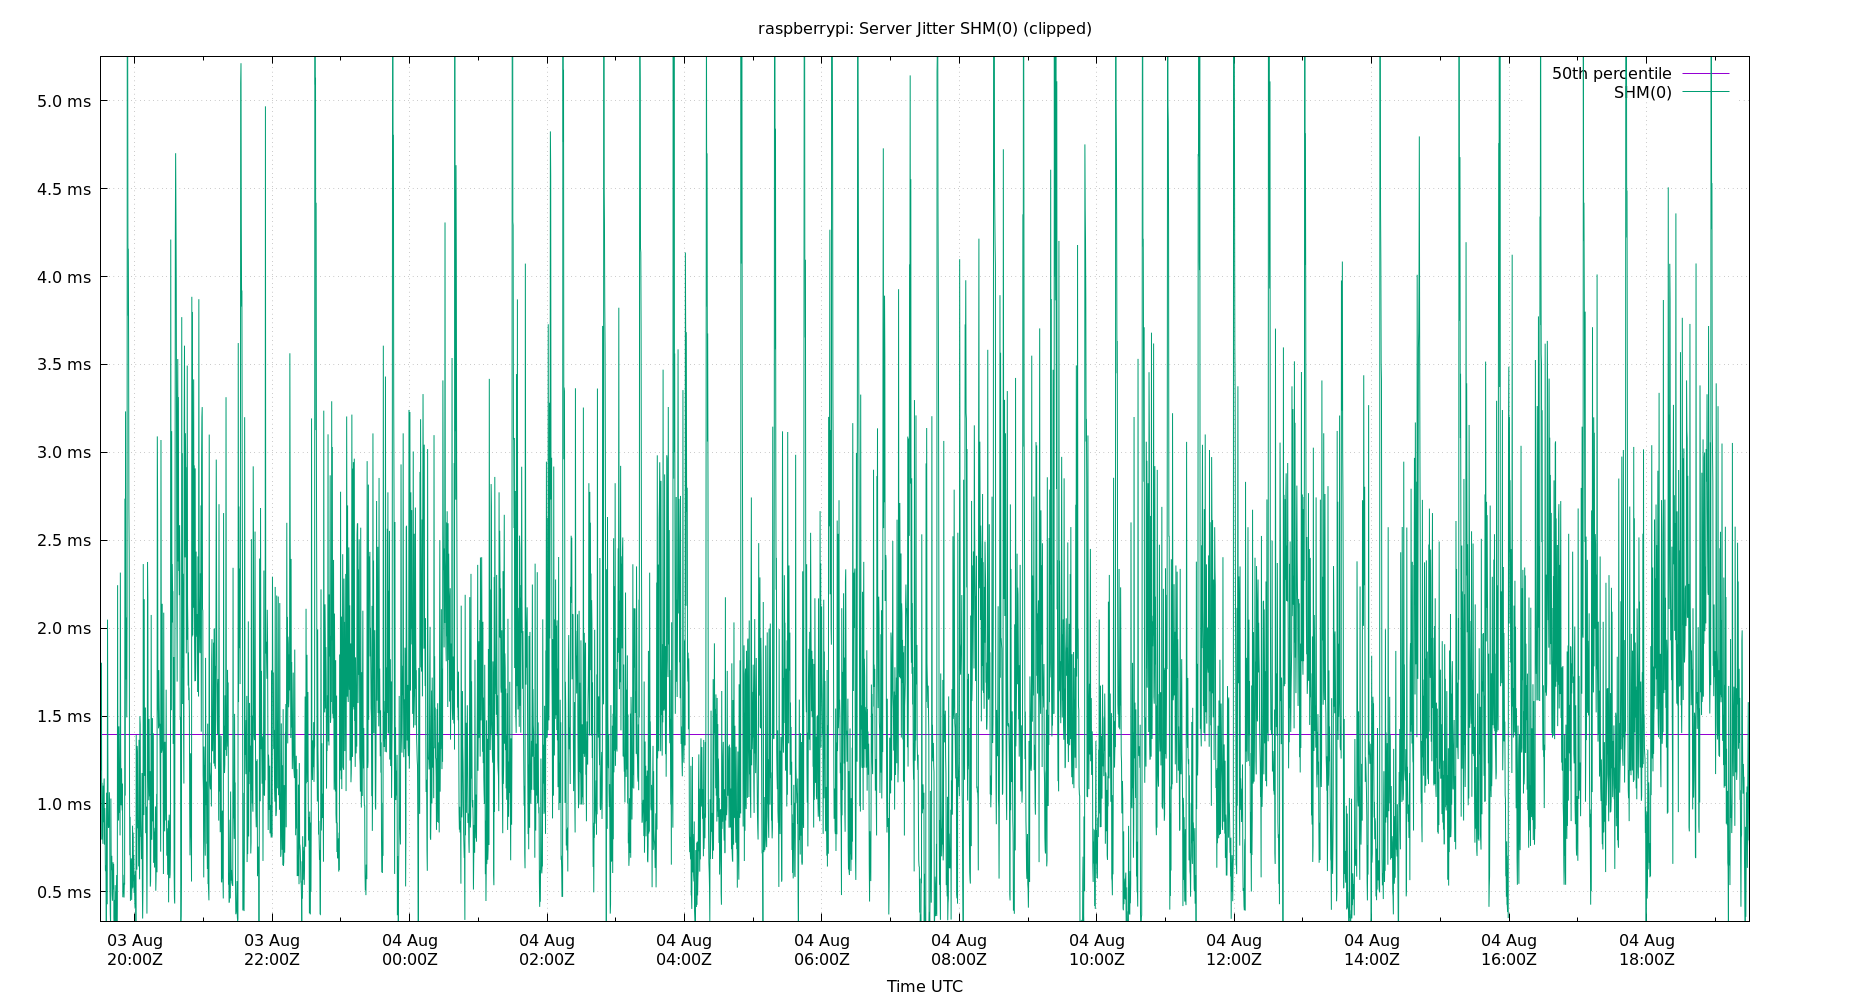 raspberrypi: Server Jitter SHM(0) (clipped)
50th percentile
SHM(0)
5.0 ms
4.5 ms
4.0 ms
3.5 ms
3.0 ms
2.5 ms
2.0 ms
1.5 ms
1.0 ms
0.5 ms
03 Aug 03 Aug 04 Aug 04 Aug 04 Aug 04 Aug 04 Aug 04 Aug 04 Aug 04 Aug 04 Aug 04 Aug
20:00Z 22:00Z 00:00Z 02:00Z 04:00Z 06:00Z 08:00Z 10:00Z 12:00Z 14:00Z 16:00Z 18:00Z
Time UTC